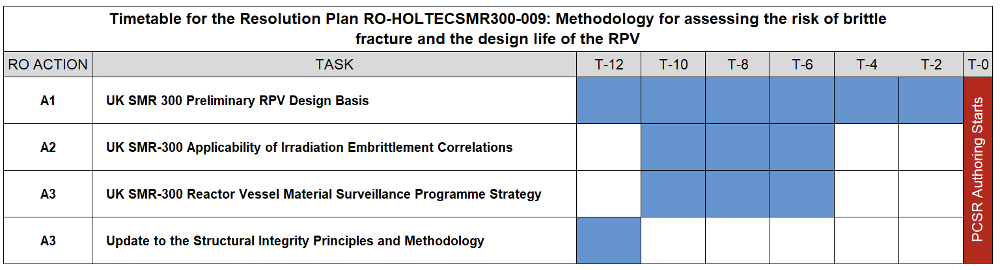 Timetable for the Resolution Plan RO-HOLTECSMR300-009: Methodology for assessing the risk of brittle
fracture and the design life of the RPV
RO ACTION TASK T-12 T-10 T-8 T-6 T-4 T-2 T-0
A1 UK SMR 300 Preliminary RPV Design Basis
A2 UK SMR-300 Applicability of Irradiation Embrittlement Correlations
A3 UK SMR-300 Reactor Vessel Material Surveillance Programme Strategy
A3 Update to the Structural Integrity Principles and Methodology
PCSR Authoring Starts